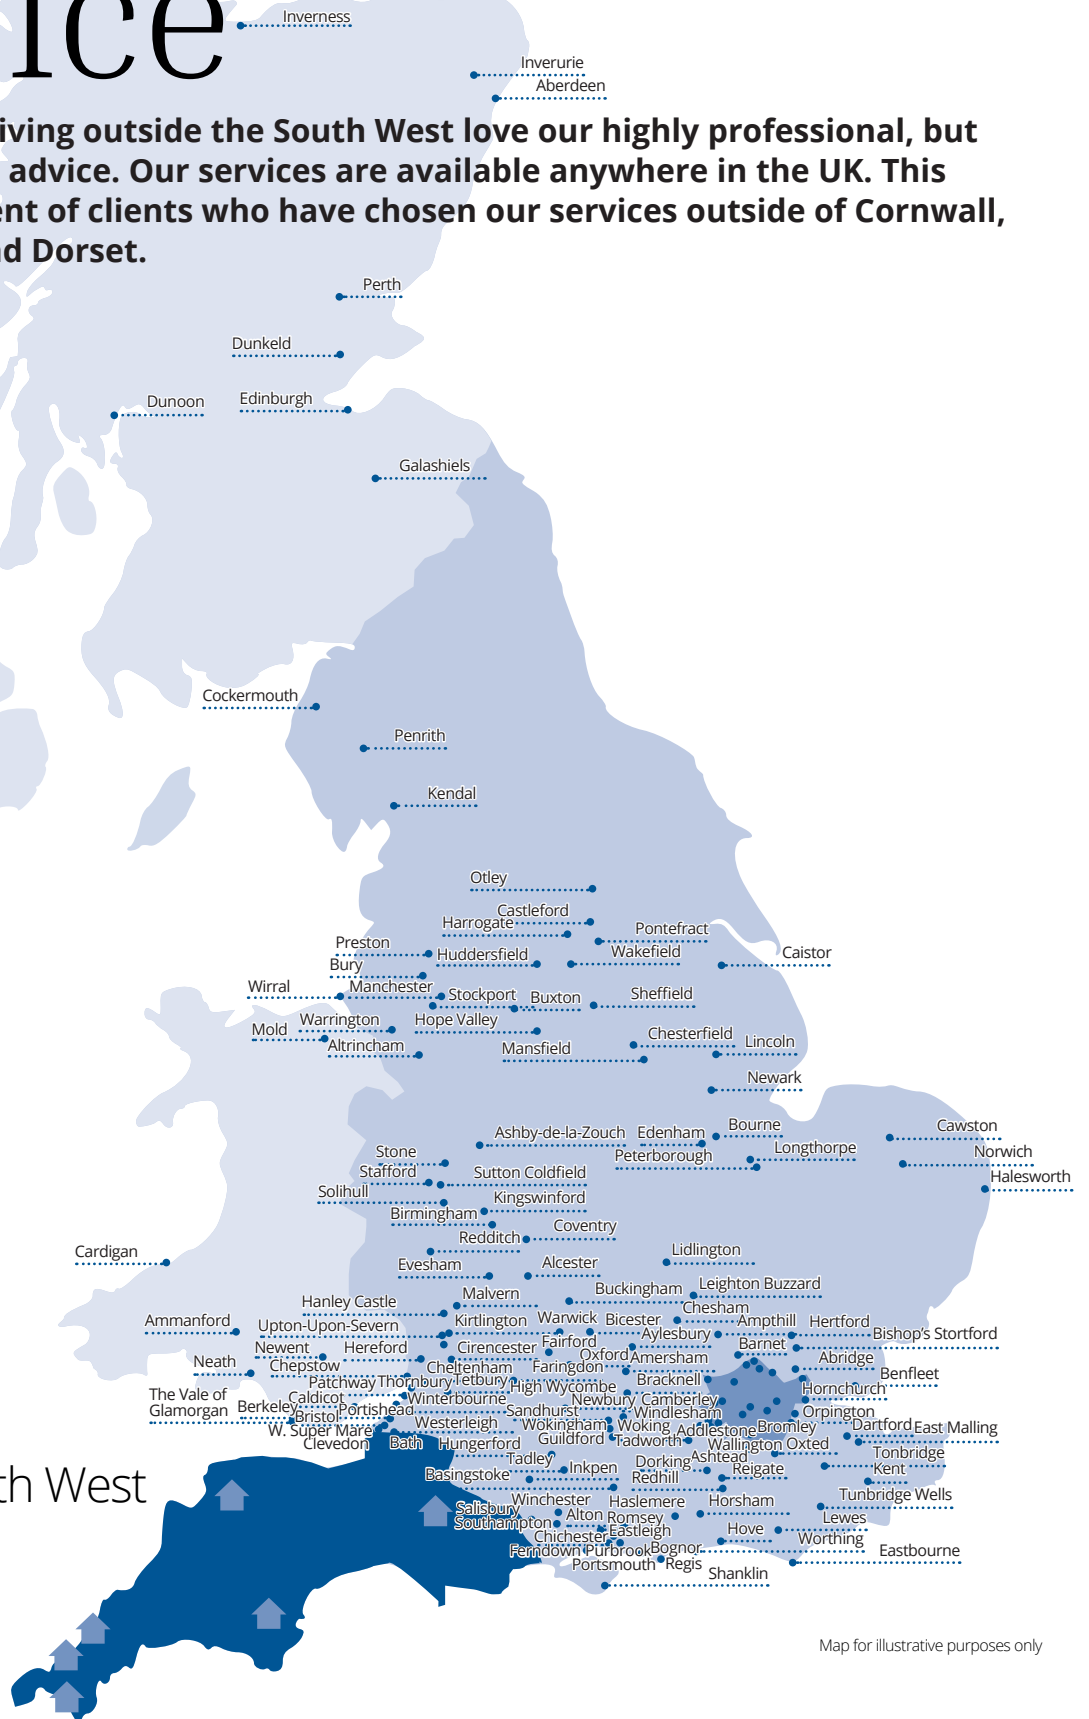 ice
Inverness
Inverurie
Aberdeen
iving outside the South West love our highly professional, but
advice. Our services are available anywhere in the UK. This
ent of clients who have chosen our services outside of Cornwall,
nd Dorset.
Perth
Dunkeld
Dunoon
Edinburgh
Galashiels
Cockermouth
Penrith
Kendal
Otley
Castleford
Harrogate
Pontefract
Preston
Huddersfield
Wakefield
Caistor
Bury
Wirral
Manchester
Stockport
Buxton
Sheffield
Mold
Warrington
Hope Valley
Altrincham
Mansfield
Chesterfield
Lincoln
Newark
Ashby-de-la-Zouch
Edenham
Bourne
Cawston
Stone
Peterborough
Longthorpe
Norwich
Stafford
Sutton Coldfield
Halesworth
Solihull
Kingswinford
Birmingham
Coventry
Redditch
Cardigan
Evesham
Alcester
Lidlington
Hanley Castle
Malvern
Buckingham
Leighton Buzzard
Chesham
Ammanford
Upton-Upon-Severn
Kirtlington
Warwick
Bicester
Ampthill
Hertford
Aylesbury
Bishop's Stortford
Newent
Hereford
Cirencester
Fairford
Oxford
Barnet
Neath
Chepstow
Cheltenham
Faringdon
Amersham
Abridge
Patchway
Thornbury
Tetbury
High Wycombe
Bracknell
Benfleet
The Vale of
Glamorgan
Caldicot
Winterbourne
Newbury
Camberley
Hornchurch
Berkeley
Portishead
Sandhurst
Windlesham
Orpington
Bristol
Westerleigh
Wokingham
Woking
Addlestone
Bromley
Dartford
East Malling
W. Super Mare
Clevedon
Bath
Hungerford
Guildford
Tadworth
Wallington
Oxted
Tadley
Dorking
Ashtead
Tonbridge
Kent
Basingstoke
Inkpen
Redhill
Reigate
th West
Tunbridge Wells
Salisbury
Winchester
Haslemere
Horsham
Southampton
Alton
Romsey
Lewes
Chichester
Eastleigh
Hove
Worthing
Ferndown
Purbrook
Bognor
Regis
Eastbourne
Portsmouth
Shanklin
Map for illustrative purposes only